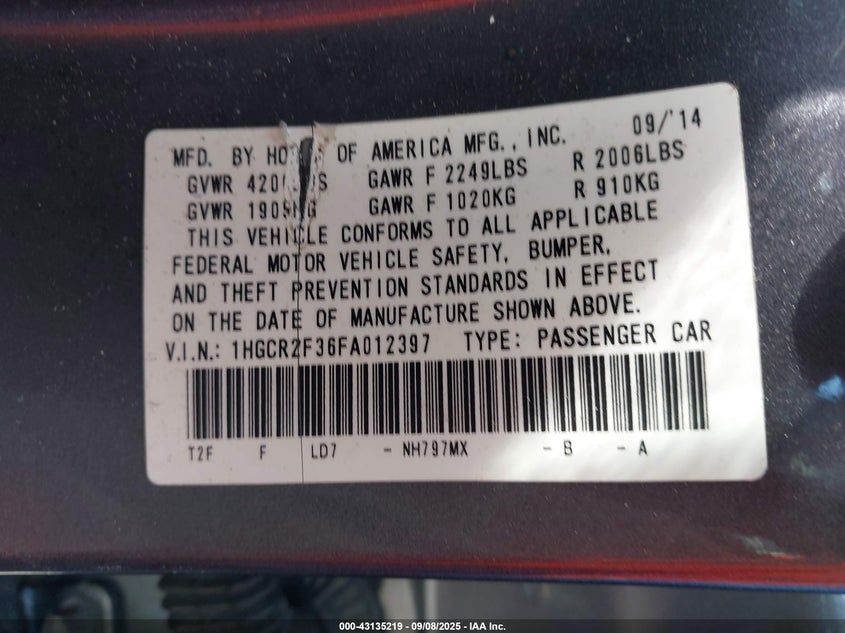 MFD. BY OF AMERICA MFG., INC. 09/'14
GVWR GAWR F 2249LBS R 2006LBS
GVWR GAWR F 1020KG R 910KG
THIS VEHICLE CONFORMS TO ALL APPLICABLE
FEDERAL MOTOR VEHICLE SAFETY, BUMPER,
AND THEFT PREVENTION STANDARDS IN EFFECT
ON THE DATE OF MANUFACTURE SHOWN ABOVE.
V.I.N.: 1HGCR2F36FA012397 TYPE: PASSENGER CAR
T2F F LD7 - NH797MX - B - A
000-43135219 - 09/08/2025 - IAA Inc.